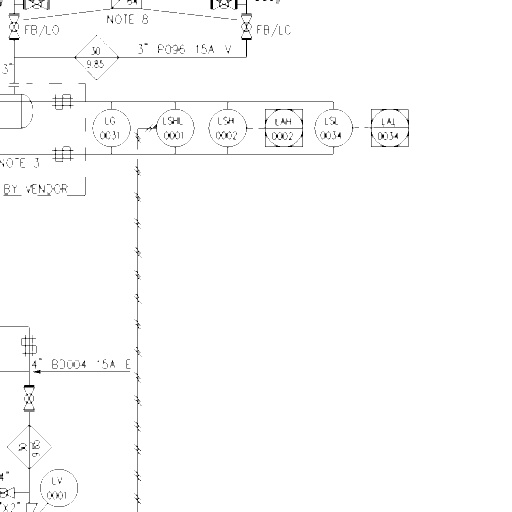 NOTE 8
FB/LO
FB/LO
30
9.85
3" P096 15A V
3"
LG
0031
LSHL
0001
LSH
0002
LAH
0002
LSL
0034
LAL
0034
NOTE 3
BY VENDOR
4" BD004 15A E
30
9.85
LV
0001
4"
"X2"